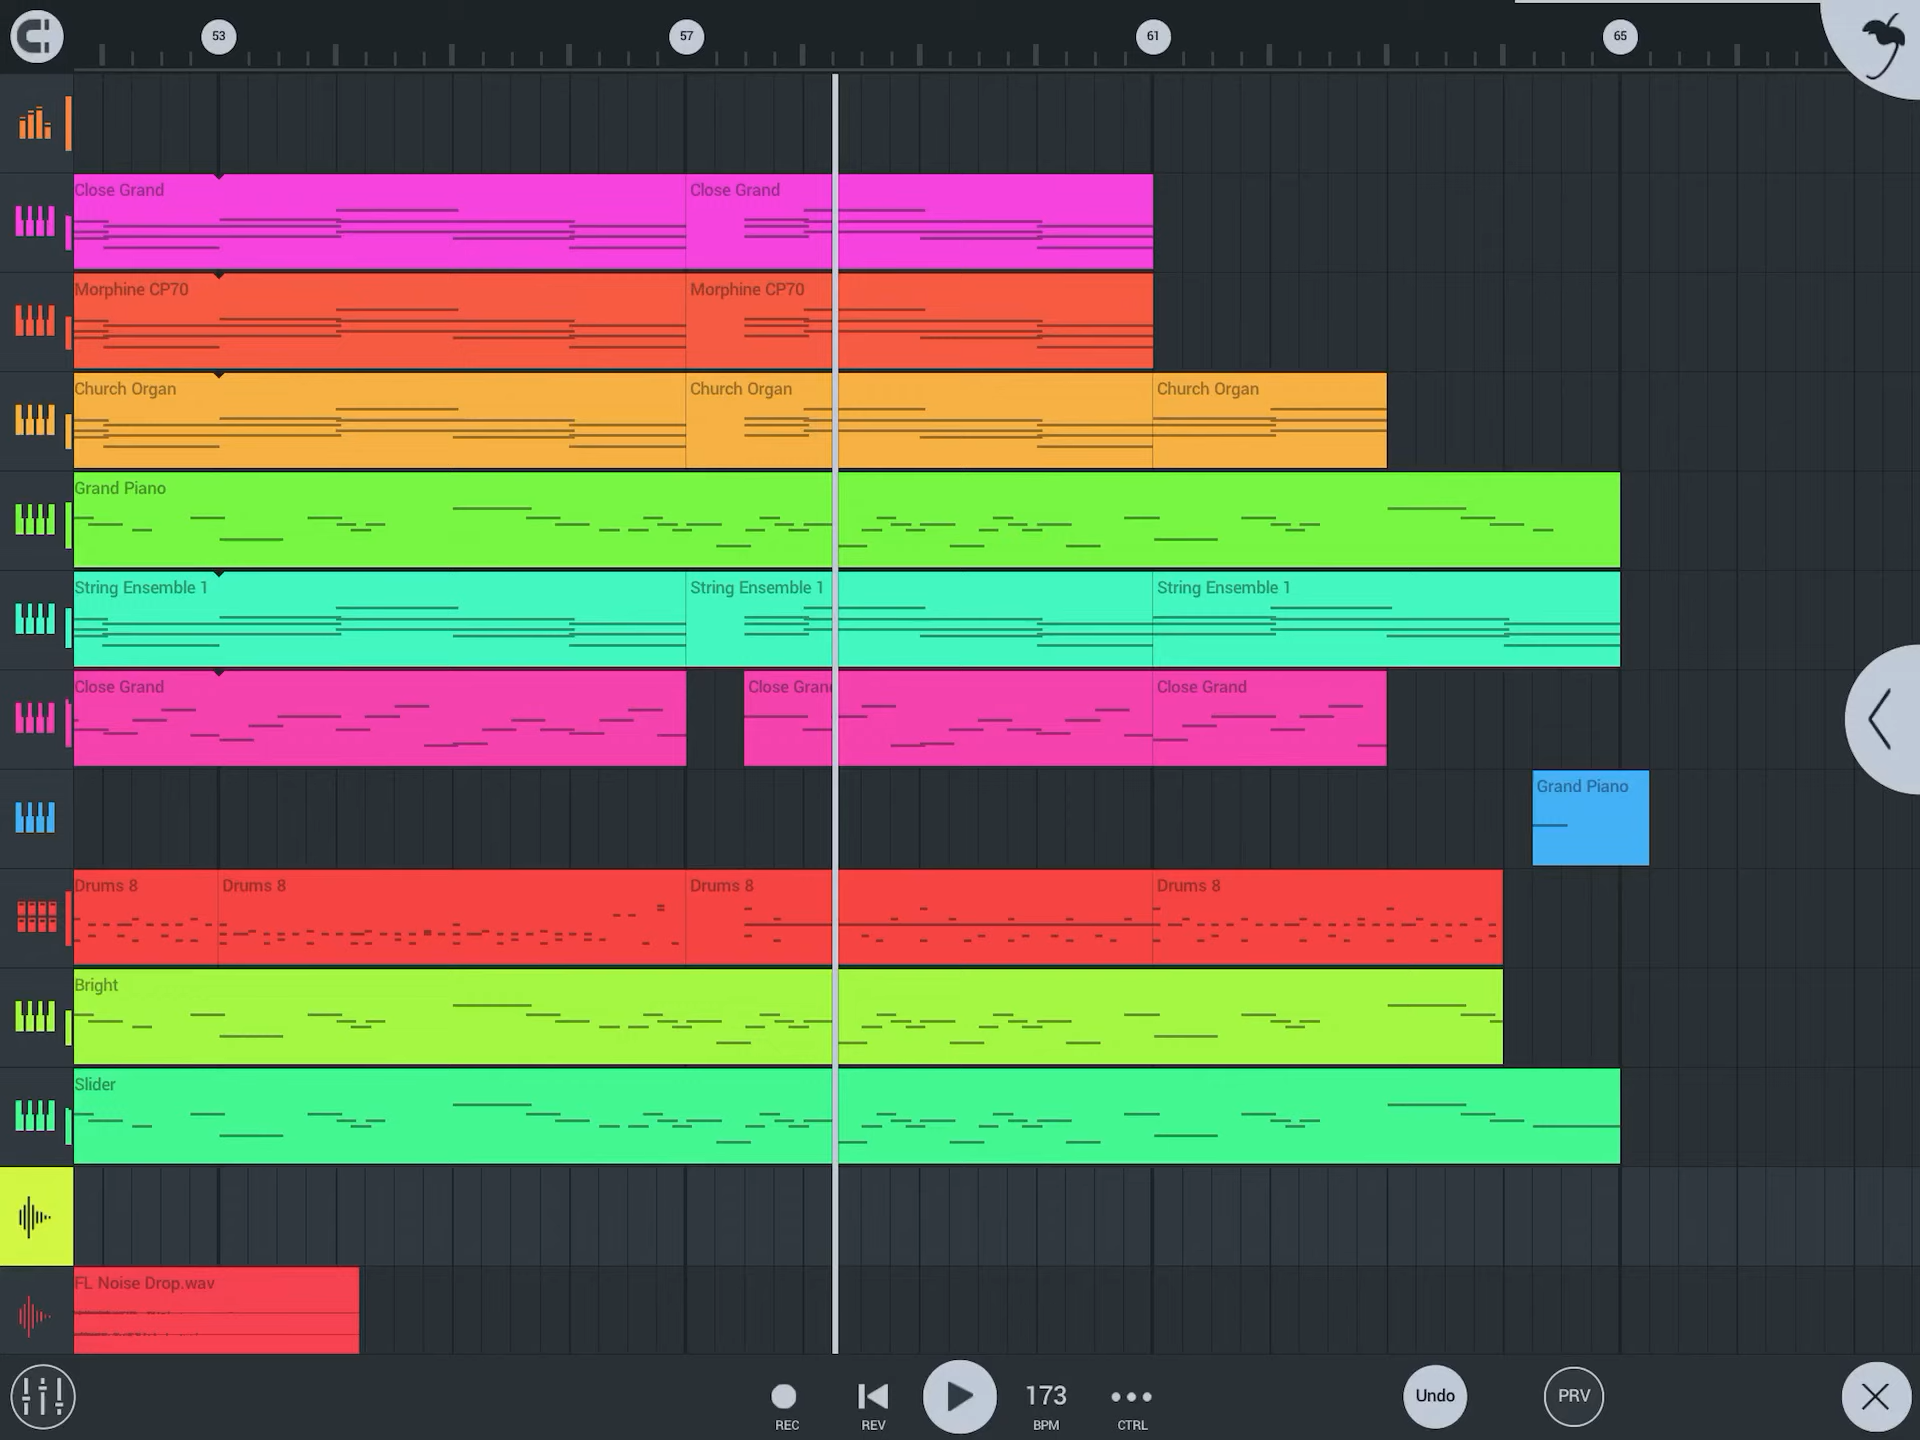 53 57 61 65
Close Grand Close Grand
Morphine CP70 Morphine CP70
Church Organ Church Organ Church Organ
Grand Piano
String Ensemble 1 String Ensemble 1 String Ensemble 1
Close Grand Close Grand Close Grand
Grand Piano
Drums 8 Drums 8 Drums 8 Drums 8
Bright
Slider
FL Noise Drop.wav
173 Undo PRV
REC REV BPM CTRL